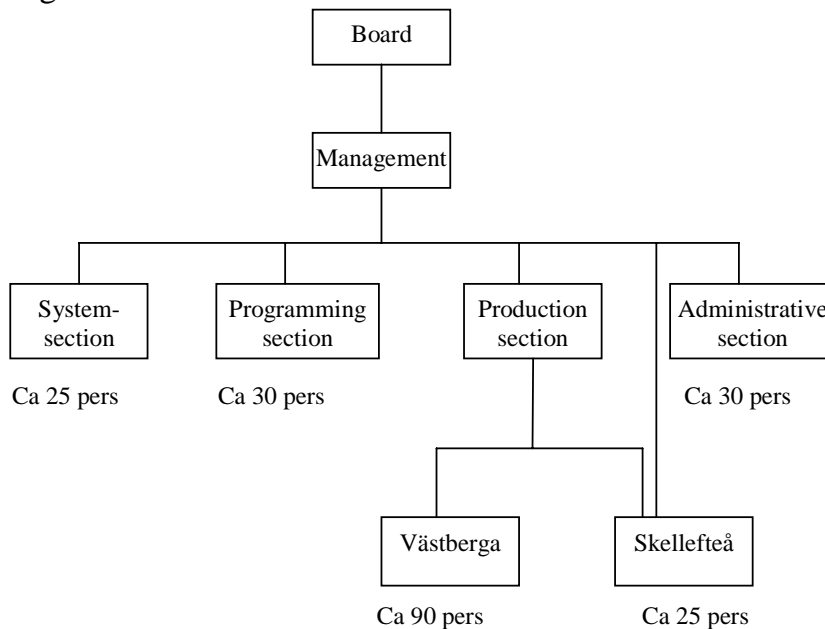 Board
Management
System-
section
Programming
section
Production
section
Administrative
section
Ca 25 pers
Ca 30 pers
Ca 30 pers
Västberga
Skellefteå
Ca 90 pers
Ca 25 pers